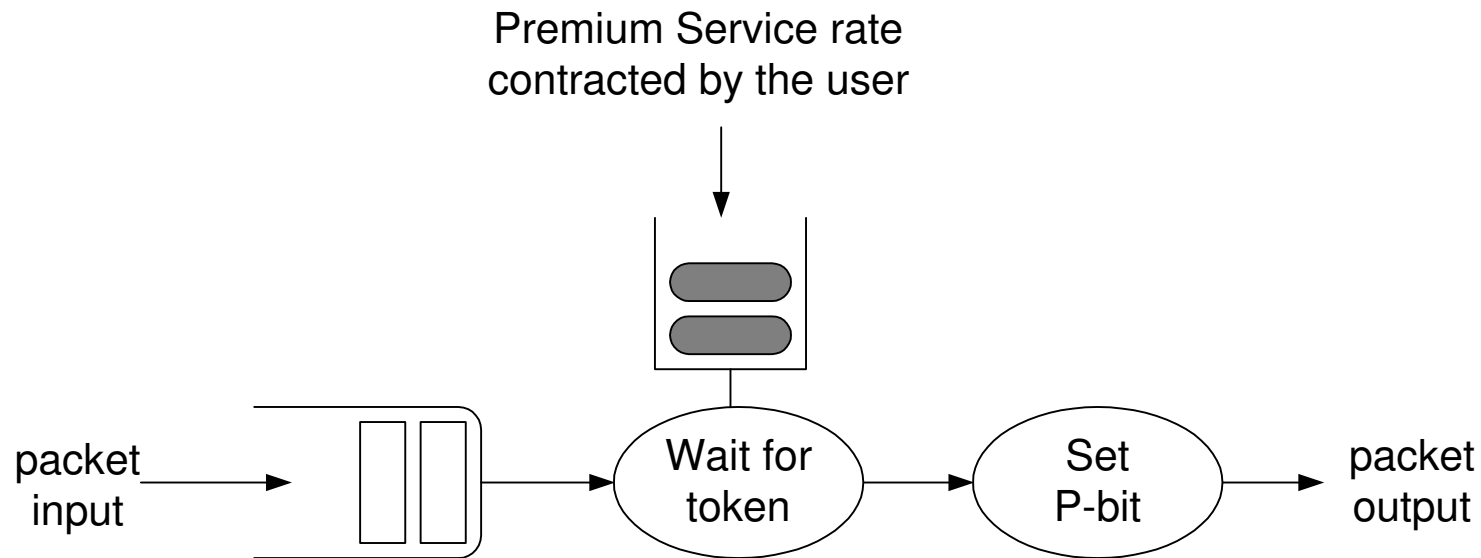 Premium Service rate
contracted by the user
packet
input
Wait for
token
Set
P-bit
packet
output